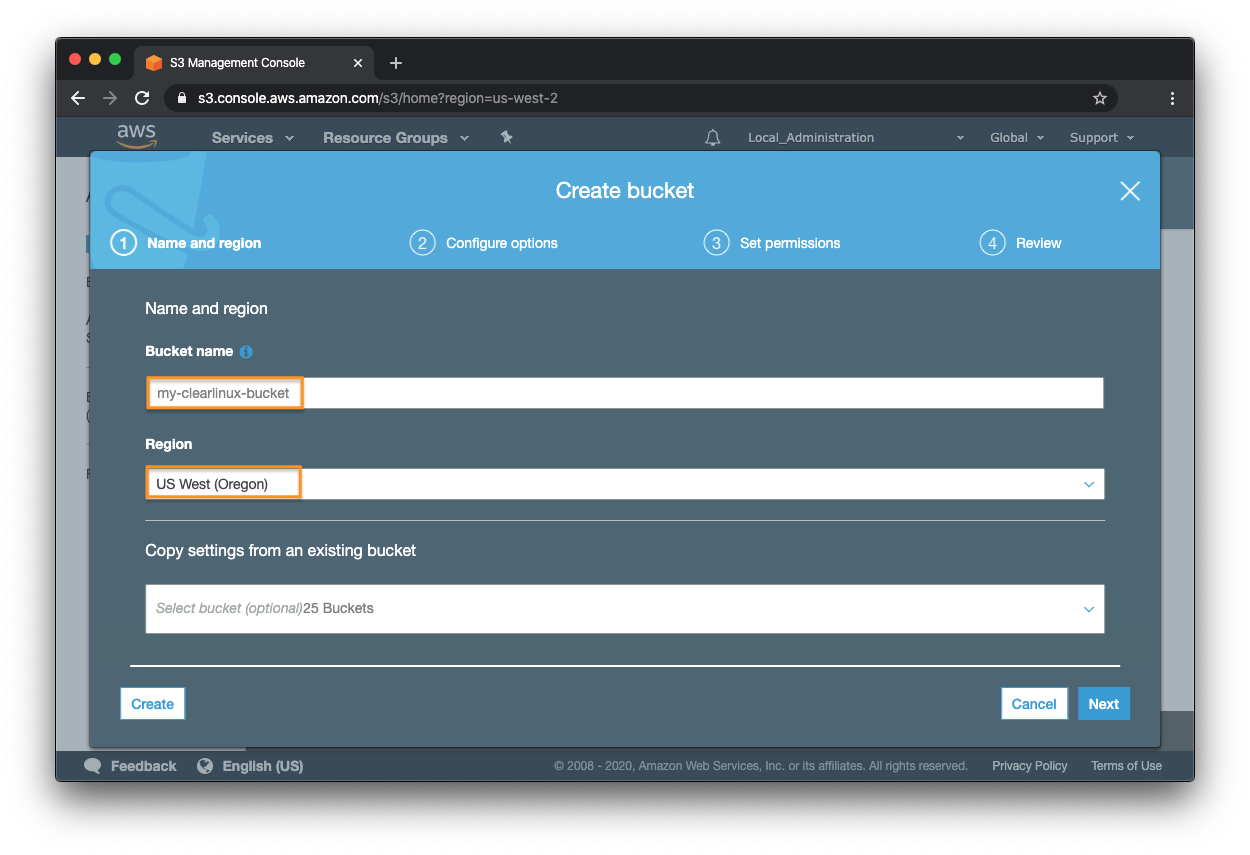 S3 Management Console
s3.console.aws.amazon.com/s3/home?region=us-west-2
aws Services Resource Groups Local_Administration Global Support
Create bucket
1 Name and region 2 Configure options 3 Set permissions 4 Review
Name and region
Bucket name
my-clearlinux-bucket
Region
US West (Oregon)
Copy settings from an existing bucket
Select bucket (optional)25 Buckets
Create Cancel Next
Feedback English (US) © 2008 - 2020, Amazon Web Services, Inc. or its affiliates. All rights reserved. Privacy Policy Terms of Use